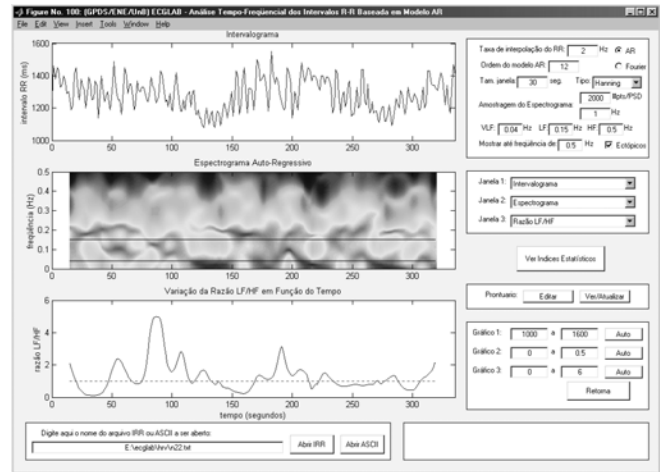 Figure No. 100: (GPDS/ENE/UnB) ECGLAB - Análise Tempo-Freqüencial dos Intervalos R-R Baseada em Modelo AR
File Edit View Insert Tools Window Help
Intervalograma
intervalo RR (ms)
1600
1400
1200
1000
0 50 100 150 200 250 300
Espectrograma Auto-Regressivo
freqüência (Hz)
0.5
0.4
0.3
0.2
0.1
0
0 50 100 150 200 250 300
Variação da Razão LF/HF em Função do Tempo
razão LF/HF
6
4
2
0
0 50 100 150 200 250 300
tempo (segundos)
Digite aqui o nome do arquivo IRR ou ASCII a ser aberto:
E:\ecglab\hrv\n22.txt
Abrir IRR Abrir ASCII
Taxa de interpolação do RR: 2 Hz AR
Ordem do modelo AR: 12 Fourier
Tam. janela: 30 seg. Tipo: Hanning
Amostragem do Espectrograma: 2000 #pts/PSD
1 Hz
VLF: 0.04 Hz LF: 0.15 Hz HF: 0.5 Hz
Mostrar até freqüência de: 0.5 Hz Ectópicos
Janela 1: Intervalograma
Janela 2: Espectrograma
Janela 3: Razão LF/HF
Ver Indices Estatísticos
Prontuario: Editar Ver/Atualizar
Gráfico 1: 1000 a 1600 Auto
Gráfico 2: 0 a 0.5 Auto
Gráfico 3: 0 a 6 Auto
Retorna